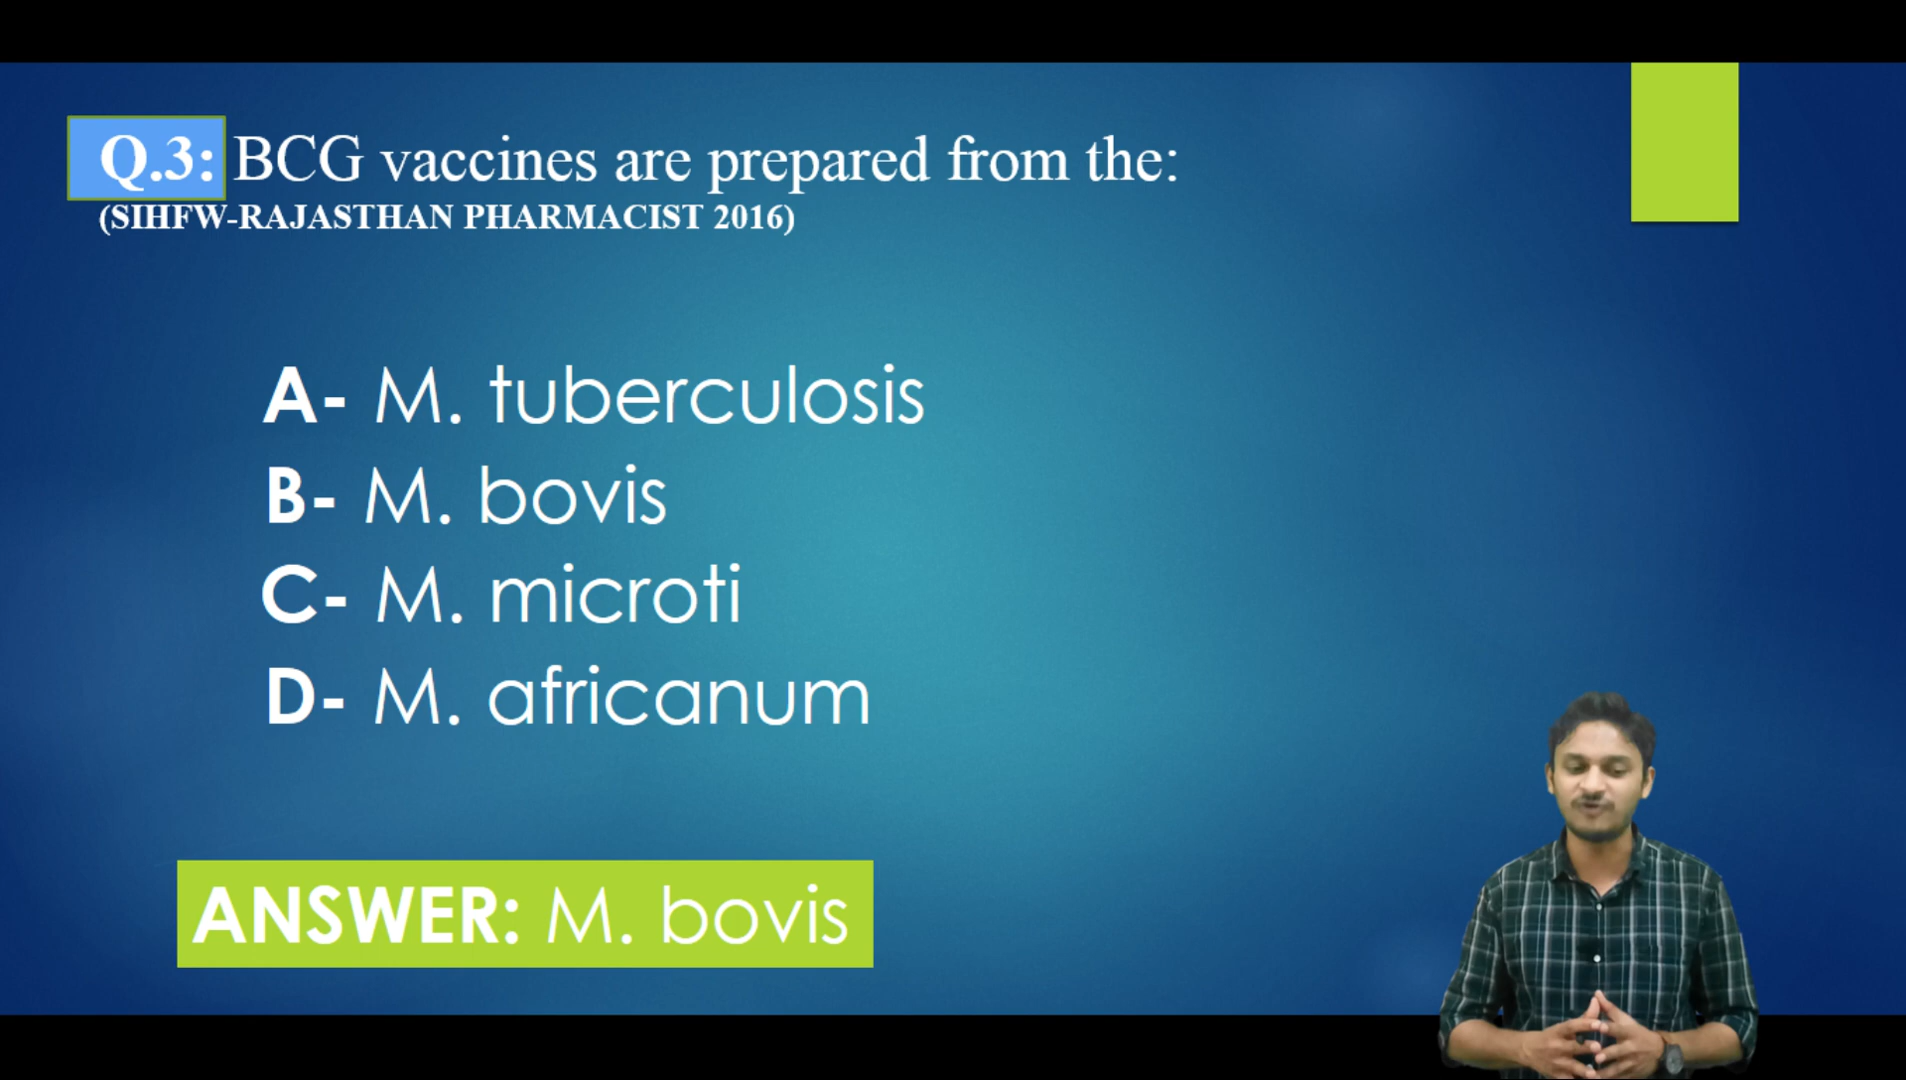 Q.3: BCG vaccines are prepared from the:
(SIHFW-RAJASTHAN PHARMACIST 2016)
A- M. tuberculosis
B- M. bovis
C- M. microti
D- M. africanum
ANSWER: M. bovis